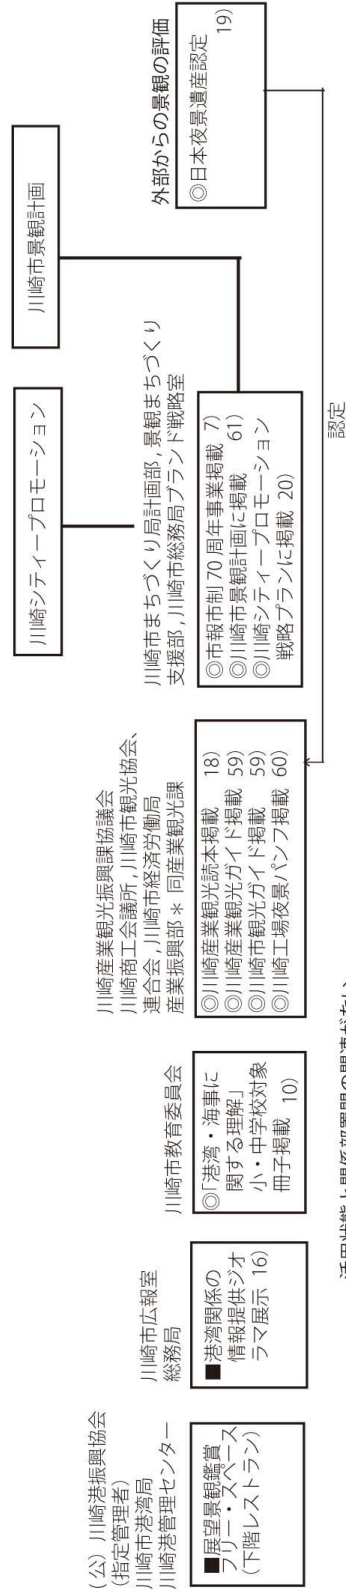 (公) 川崎港振興協会
(指定管理者)
川崎市港湾局
川崎港管理センター
■展望景観鑑賞
フリー・スペース
(下階レストラン)
川崎市広報室
総務局
■港湾関係の
情報提供ジオ
ラマ展示 16)
川崎市教育委員会
◎「港湾・海事に
関する理解」
小・中学校対象
冊子掲載 10)
川崎産業観光振興課協議会
川崎商工会議所 , 川崎市観光協会、
連合会 , 川崎市経済労働局
産業振興部 * 同産業観光課
◎川崎産業観光読本掲載 18)
◎川崎産業観光ガイド掲載 59)
◎川崎市観光ガイド掲載 59)
◎川崎工場夜景パンフ掲載 60)
川崎シティープロモーション
川崎市まちづくり局計画部 , 景観まちづくり
支援部 , 川崎市総務局ブランド戦略室
◎市報市制 70 周年事業掲載 7)
◎川崎市景観計画に掲載 61)
◎川崎シティープロモーション
戦略プランに掲載 20)
川崎市景観計画
外部からの景観の評価
◎日本夜景遺産認定
19)
認定